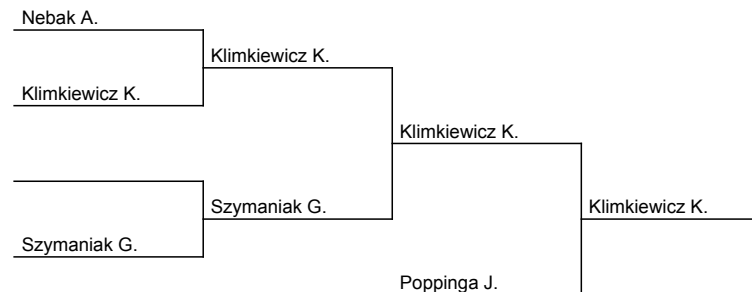 Nebak A.
Klimkiewicz K.
Klimkiewicz K.
Klimkiewicz K.
Szymaniak G.
Klimkiewicz K.
Szymaniak G.
Poppinga J.